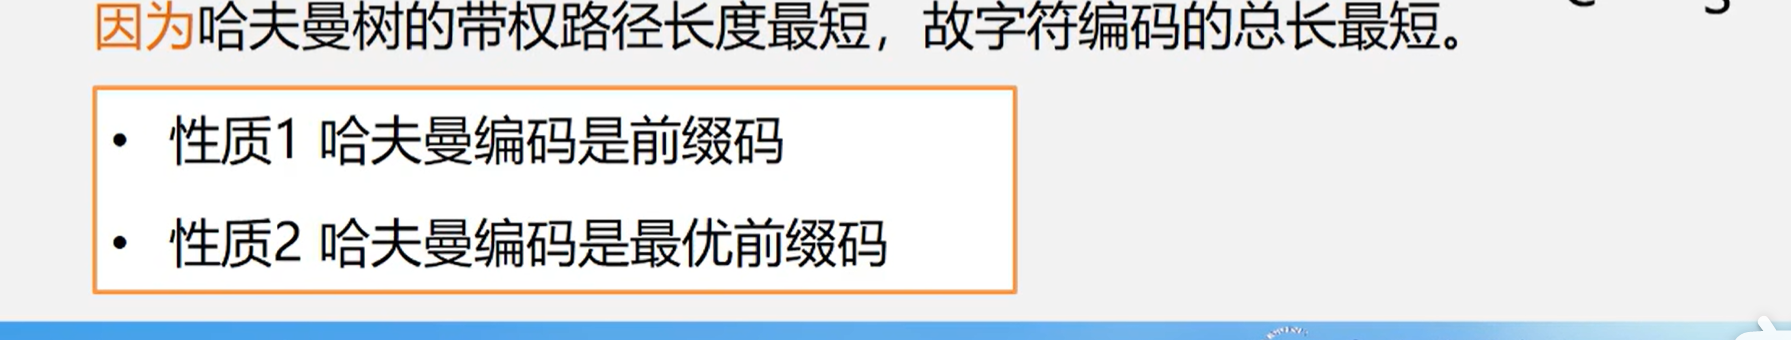 因为哈夫曼树的带权路径长度最短，故字符编码的总长最短。
• 性质1 哈夫曼编码是前缀码
• 性质2 哈夫曼编码是最优前缀码